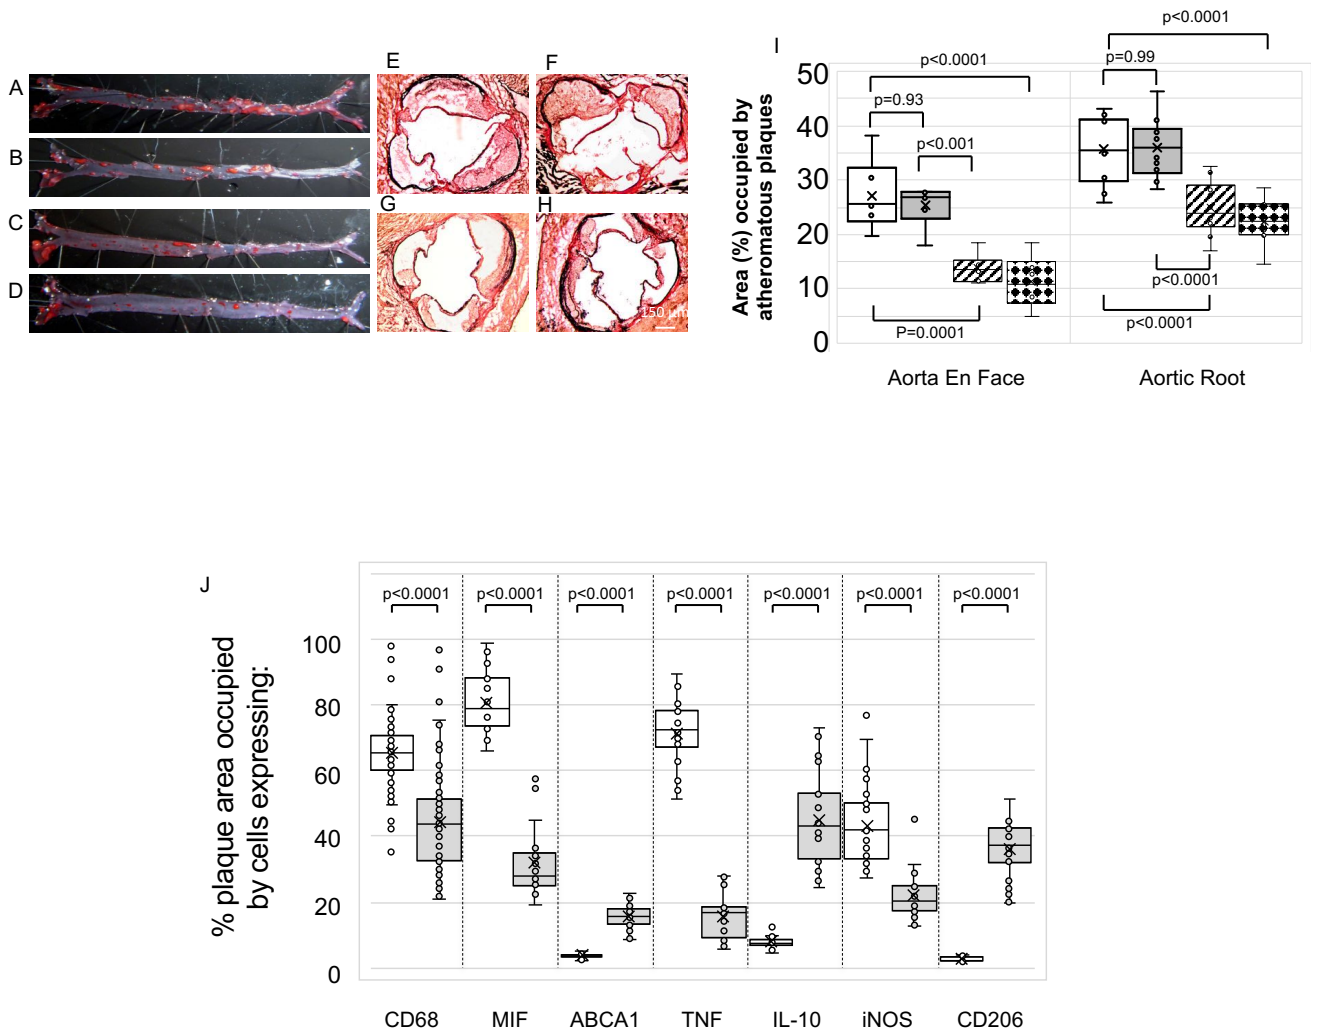 A
B
C
D
E
F
G
H
150 µm
I
Area (%) occupied by
atheromatous plaques
50
40
30
20
10
0
p<0.0001
p=0.93
p<0.001
P=0.0001
p<0.0001
p=0.99
p<0.0001
p<0.0001
Aorta En Face
Aortic Root
J
% plaque area occupied
by cells expressing:
100
80
60
40
20
0
p<0.0001
p<0.0001
p<0.0001
p<0.0001
p<0.0001
p<0.0001
p<0.0001
CD68
MIF
ABCA1
TNF
IL-10
iNOS
CD206